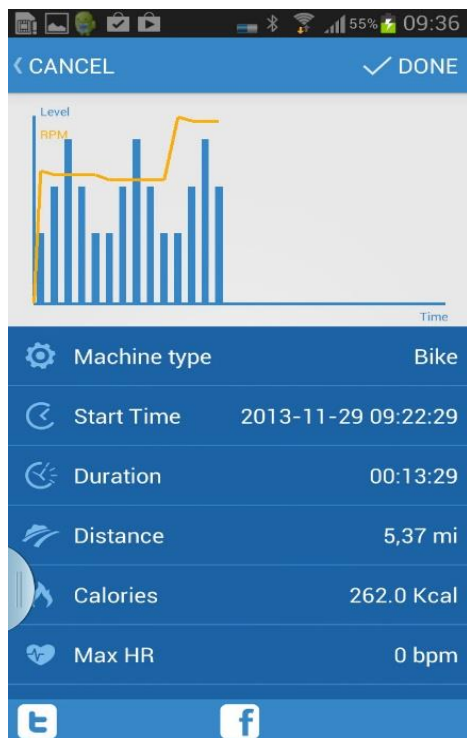 55% 09:36
CANCEL DONE
Level
RPM
Time
Machine type Bike
Start Time 2013-11-29 09:22:29
Duration 00:13:29
Distance 5,37 mi
Calories 262.0 Kcal
Max HR 0 bpm